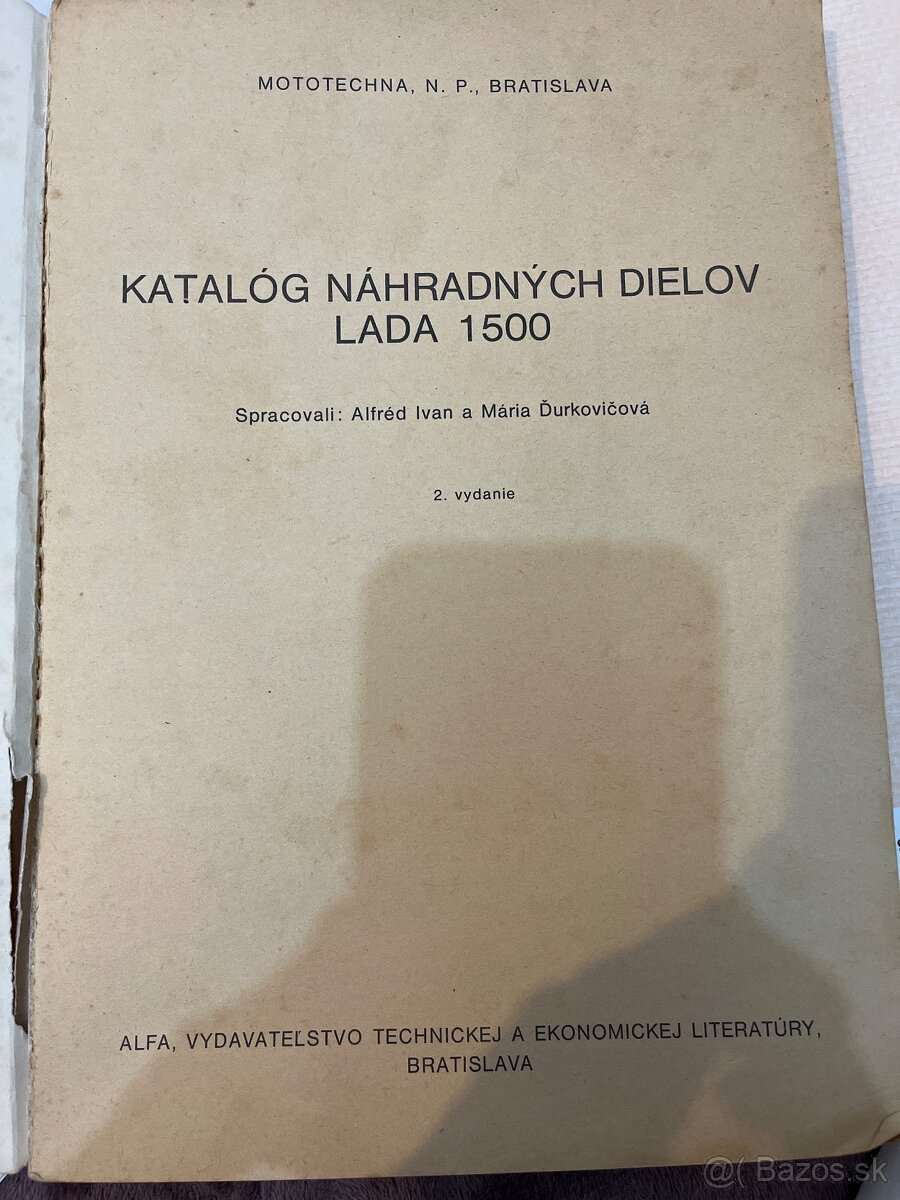 MOTOTECHNA, N. P., BRATISLAVA
KATALÓG NÁHRADNÝCH DIELOV
LADA 1500
Spracovali: Alfréd Ivan a Mária Ďurkovičová
2. vydanie
ALFA, VYDAVATEĽSTVO TECHNICKEJ A EKONOMICKEJ LITERATÚRY,
BRATISLAVA
@( Bazos.sk